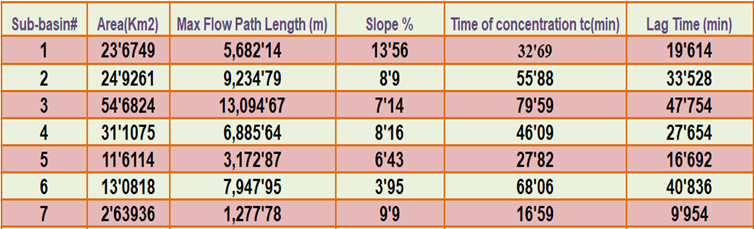 Sub-basin# Area(Km2) Max Flow Path Length (m) Slope % Time of concentration tc(min) Lag Time (min)
1 23'6749 5,682'14 13'56 32'69 19'614
2 24'9261 9,234'79 8'9 55'88 33'528
3 54'6824 13,094'67 7'14 79'59 47'754
4 31'1075 6,885'64 8'16 46'09 27'654
5 11'6114 3,172'87 6'43 27'82 16'692
6 13'0818 7,947'95 3'95 68'06 40'836
7 2'63936 1,277'78 9'9 16'59 9'954